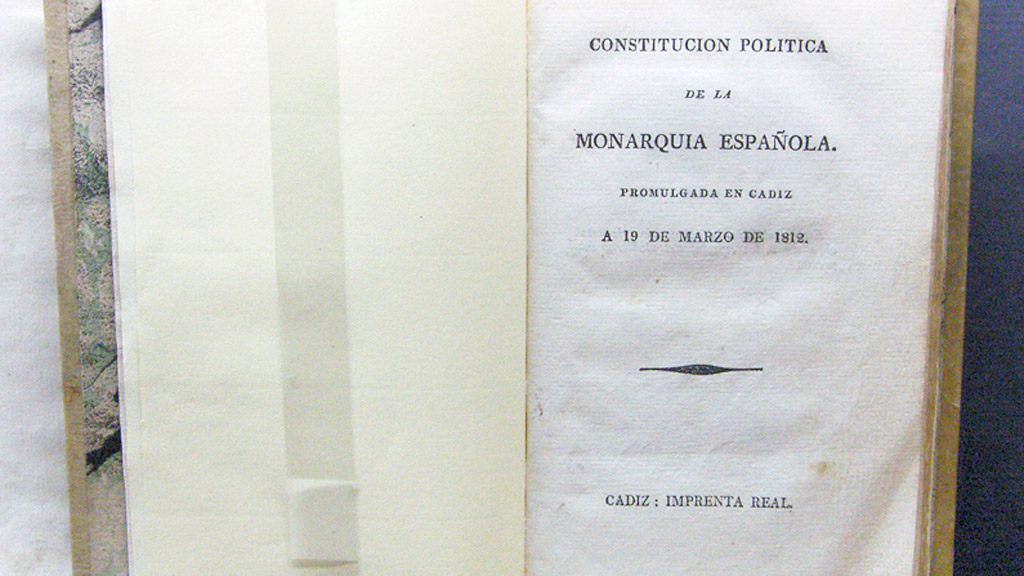 CONSTITUCION POLITICA
DE LA
MONARQUIA ESPAÑOLA.
PROMULGADA EN CADIZ
A 19 DE MARZO DE 1812.
CADIZ : IMPRENTA REAL.